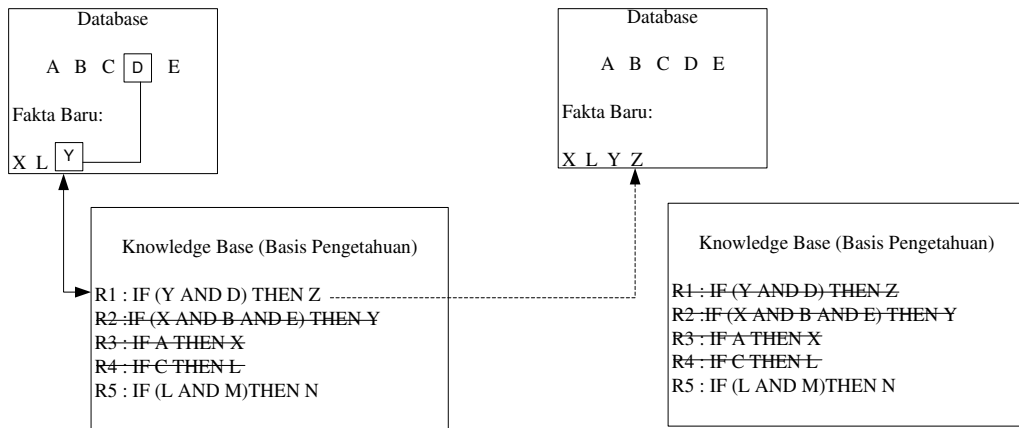 Database
A B C D E
Fakta Baru:
X L Y
Knowledge Base (Basis Pengetahuan)
R1 : IF (Y AND D) THEN Z
R2 :IF (X AND B AND E) THEN Y
R3 : IF A THEN X
R4 : IF C THEN L
R5 : IF (L AND M)THEN N
Database
A B C D E
Fakta Baru:
X L Y Z
Knowledge Base (Basis Pengetahuan)
R1 : IF (Y AND D) THEN Z
R2 :IF (X AND B AND E) THEN Y
R3 : IF A THEN X
R4 : IF C THEN L
R5 : IF (L AND M)THEN N